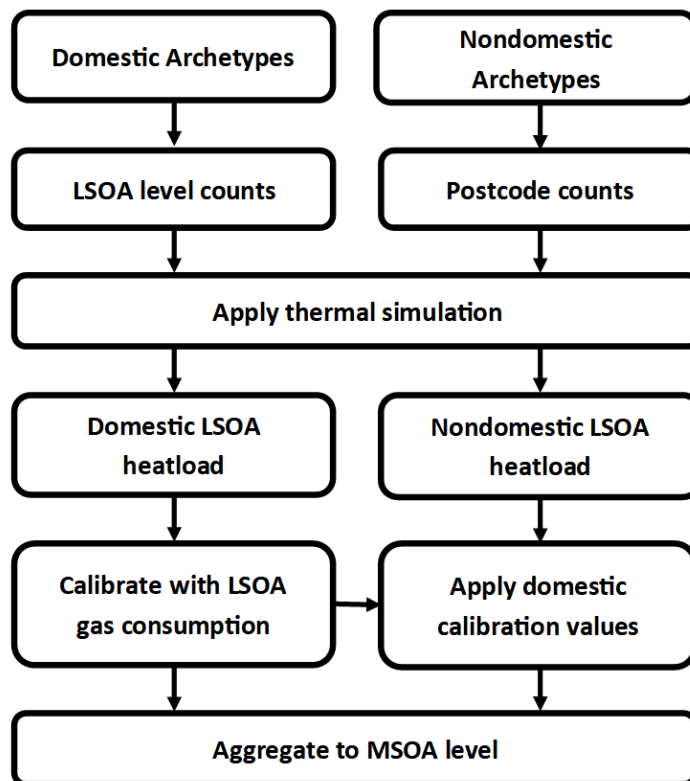 Domestic Archetypes
Nondomestic
Archetypes
LSOA level counts
Postcode counts
Apply thermal simulation
Domestic LSOA
heatload
Nondomestic LSOA
heatload
Calibrate with LSOA
gas consumption
Apply domestic
calibration values
Aggregate to MSOA level